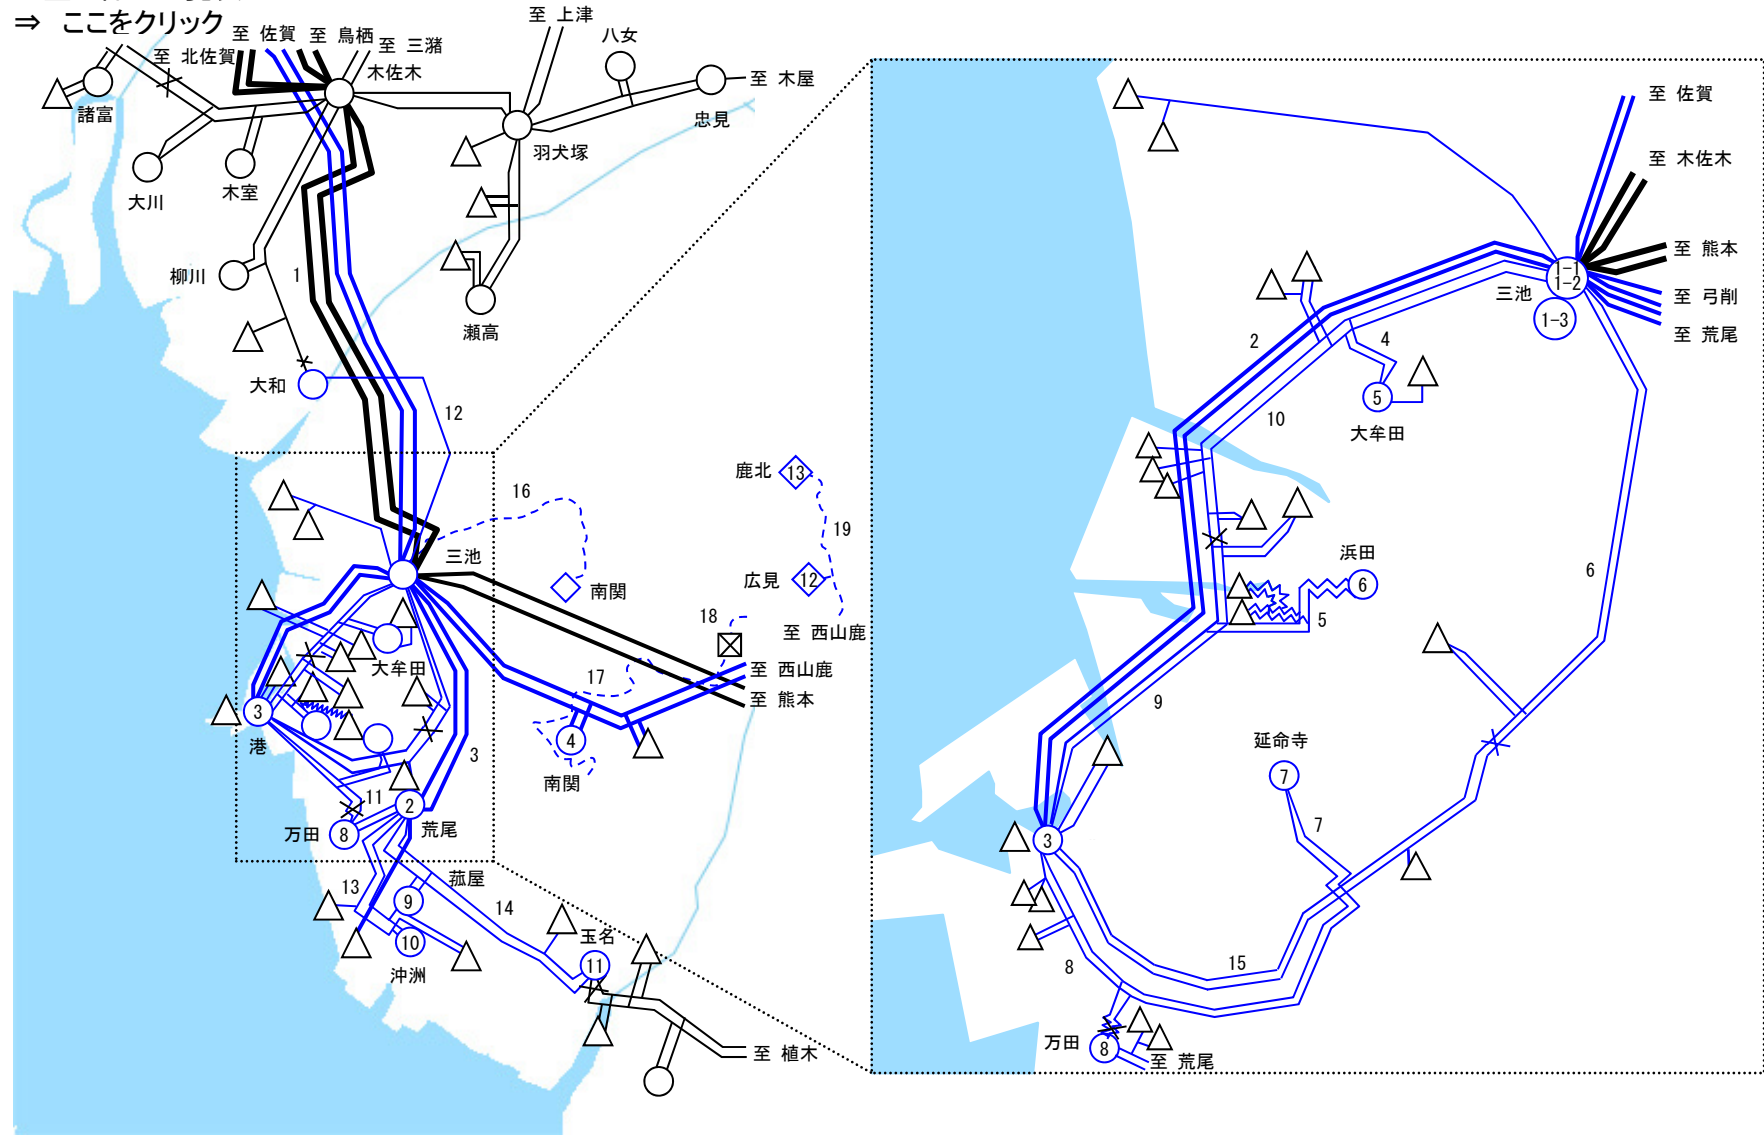 ⇒ ここをクリック
至 佐賀
至 鳥栖
至 三潴
至 北佐賀
至 上津
八女
木佐木
至 木屋
諸富
忠見
羽犬塚
大川
木室
柳川
1
瀬高
大和
12
16
鹿北
13
19
三池
広見
12
南関
18
至 西山鹿
大牟田
17
至 西山鹿
至 熊本
3
港
4
3
南関
11
2
万田
8
荒尾
13
菰屋
9
14
玉名
10
11
沖洲
至 植木
至 佐賀
至 木佐木
至 熊本
1-1
1-2
三池
至 弓削
1-3
至 荒尾
2
4
5
10
大牟田
浜田
6
6
5
9
延命寺
7
7
3
15
8
万田
8
至 荒尾